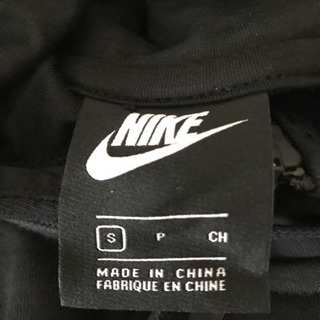 NIKE
S P CH
MADE IN CHINA
FABRIQUE EN CHINE